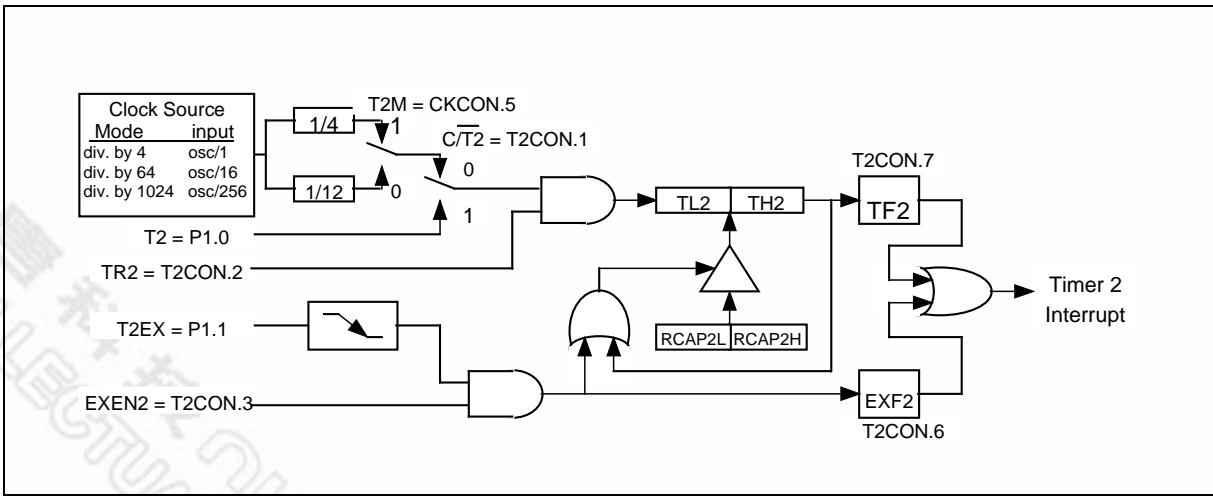 Clock Source
Mode input
div. by 4 osc/1
div. by 64 osc/16
div. by 1024 osc/256
1/4
1/12
T2M = CKCON.5
1
0
C/T2 = T2CON.1
0
1
T2 = P1.0
TR2 = T2CON.2
T2EX = P1.1
EXEN2 = T2CON.3
TL2 TH2
RCAP2L RCAP2H
T2CON.7
TF2
EXF2
T2CON.6
Timer 2
Interrupt